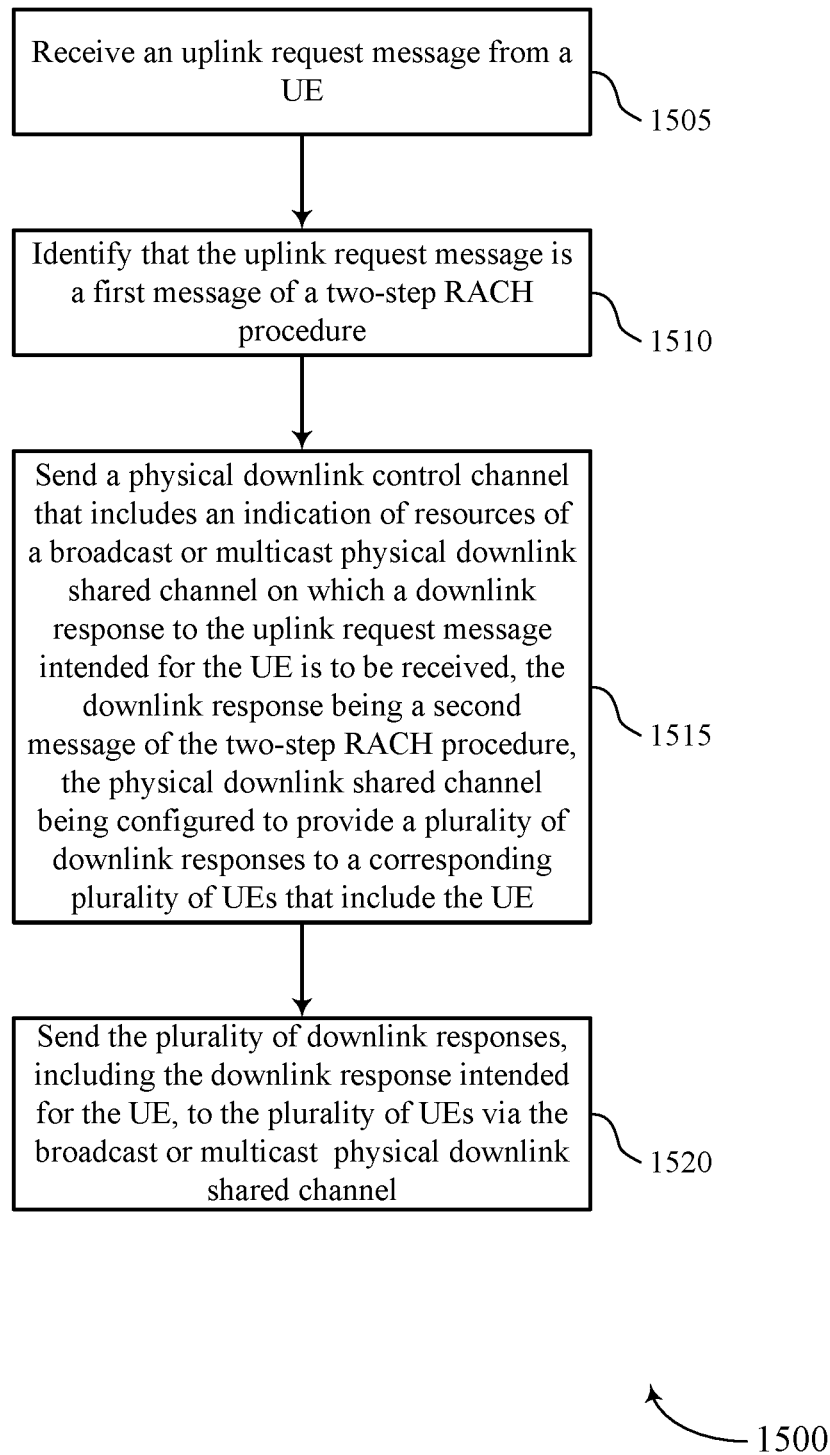 Receive an uplink request message from a
UE
1505
Identify that the uplink request message is
a first message of a two-step RACH
procedure
1510
Send a physical downlink control channel
that includes an indication of resources of
a broadcast or multicast physical downlink
shared channel on which a downlink
response to the uplink request message
intended for the UE is to be received, the
downlink response being a second
message of the two-step RACH procedure,
the physical downlink shared channel
being configured to provide a plurality of
downlink responses to a corresponding
plurality of UEs that include the UE
1515
Send the plurality of downlink responses,
including the downlink response intended
for the UE, to the plurality of UEs via the
broadcast or multicast physical downlink
shared channel
1520
1500